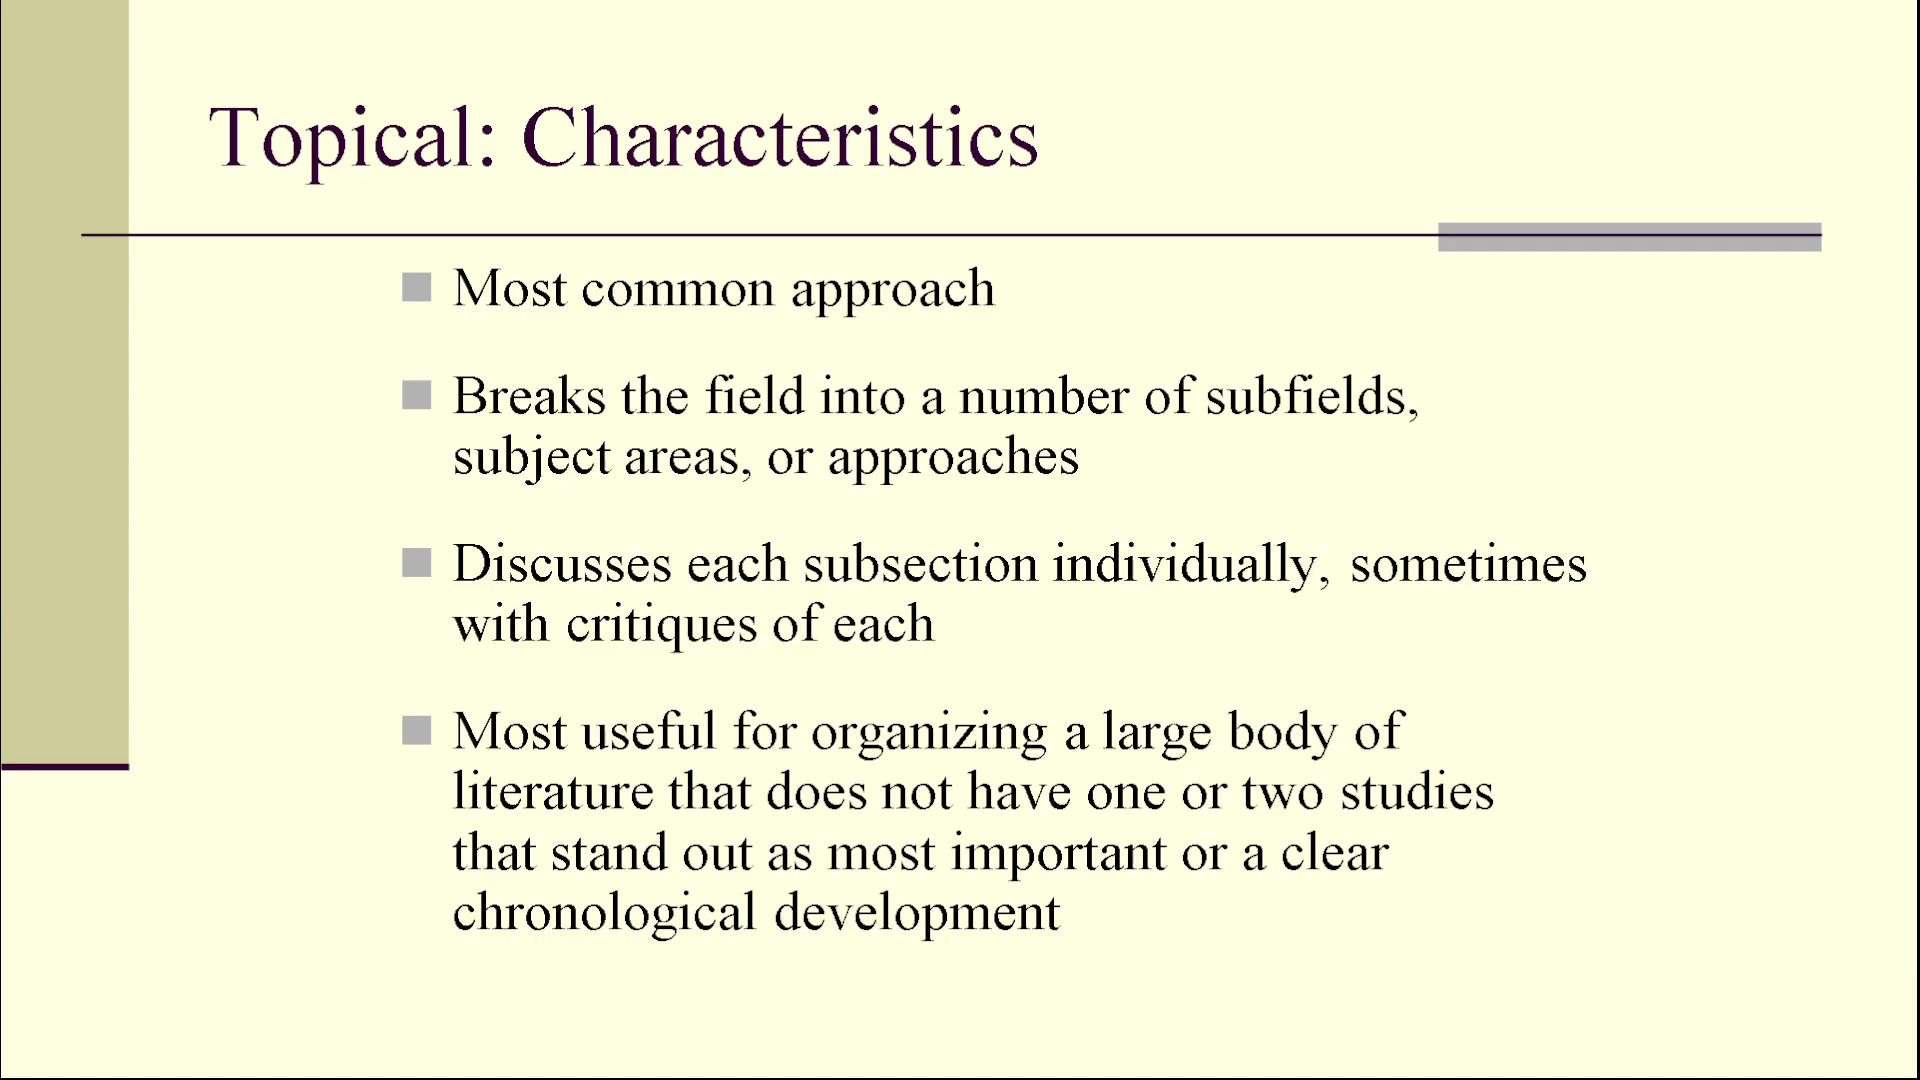 Topical: Characteristics
Most common approach
Breaks the field into a number of subfields,
subject areas, or approaches
Discusses each subsection individually, sometimes
with critiques of each
Most useful for organizing a large body of
literature that does not have one or two studies
that stand out as most important or a clear
chronological development